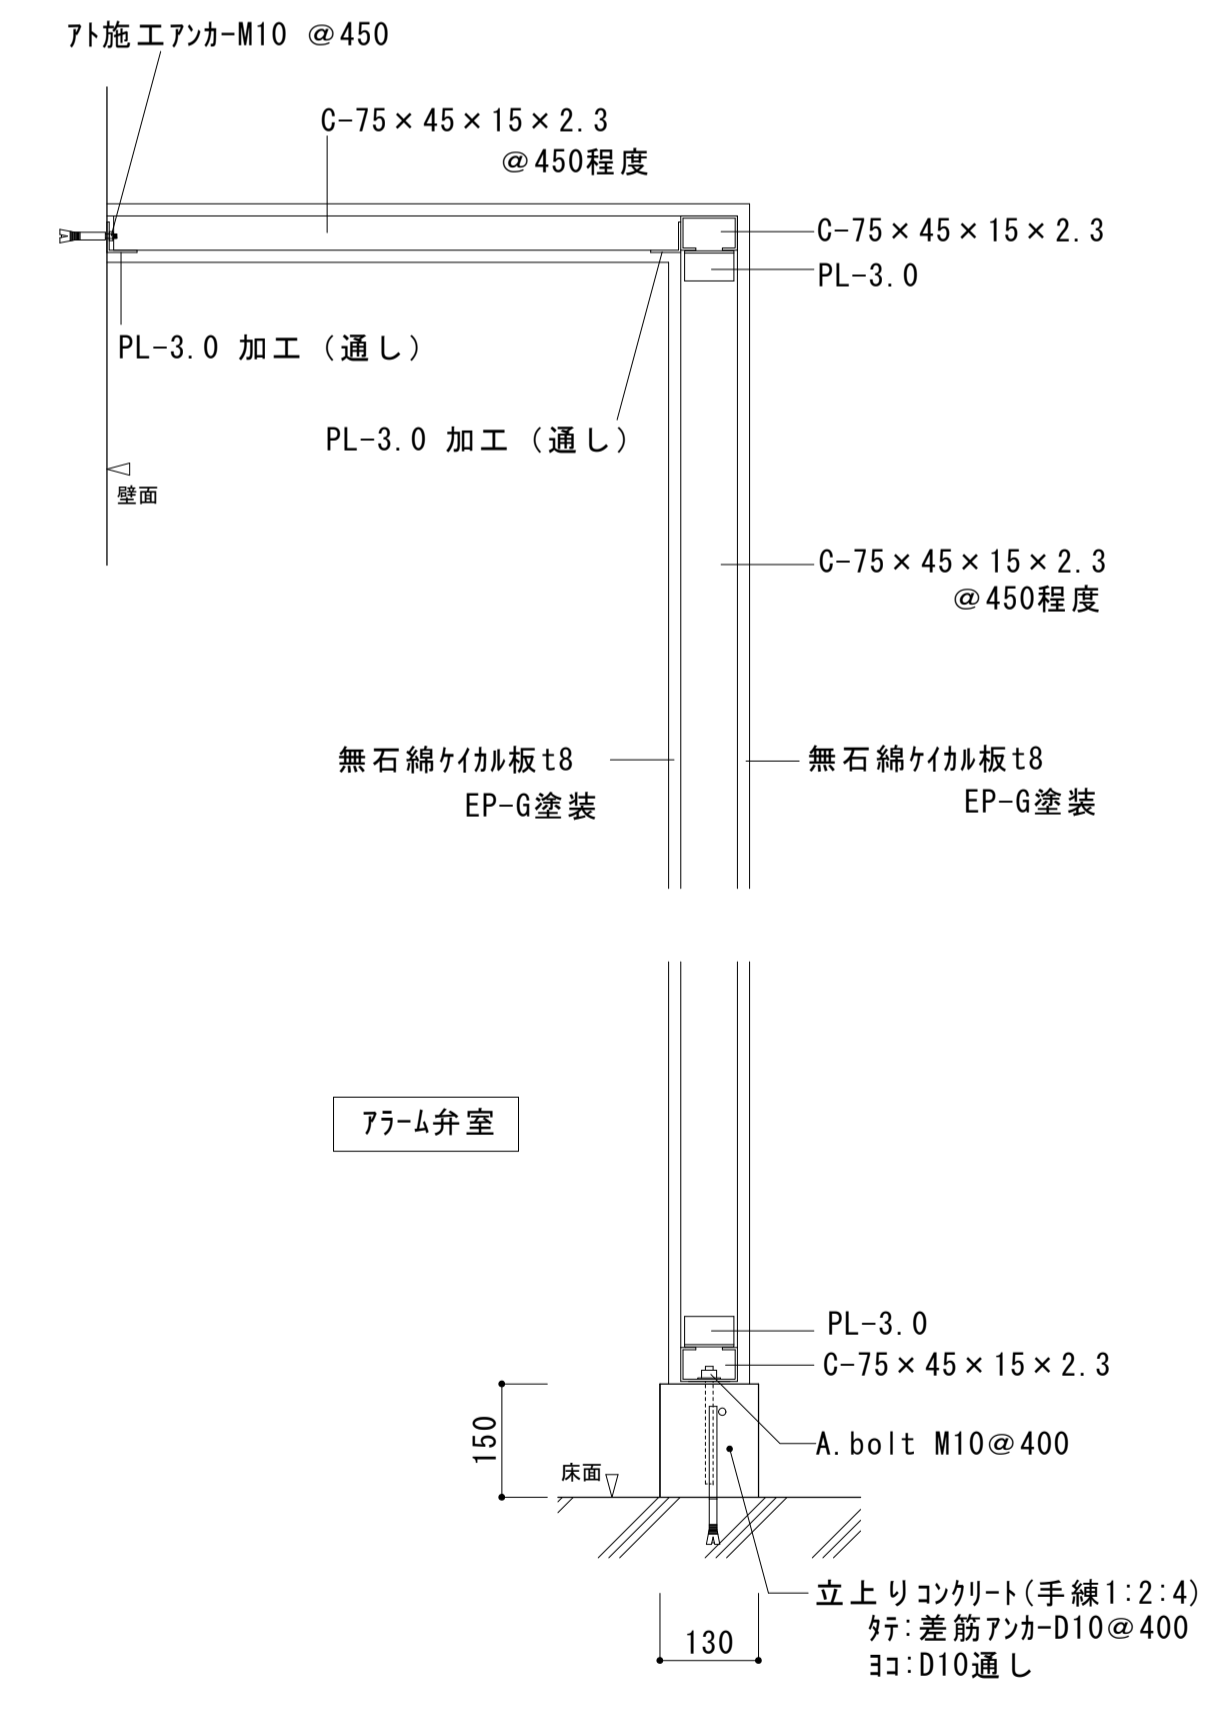 ｱﾄ施工ｱﾝｶｰM10 @450
C-75×45×15×2.3
@450程度
C-75×45×15×2.3
PL-3.0
PL-3.0 加工（通し）
PL-3.0 加工（通し）
壁面
C-75×45×15×2.3
@450程度
無石綿ｹｲｶﾙ板t8
EP-G塗装
無石綿ｹｲｶﾙ板t8
EP-G塗装
ｱﾗｰﾑ弁室
PL-3.0
C-75×45×15×2.3
150
A.bolt M10@400
床面
立上りｺﾝｸﾘｰﾄ(手練1:2:4)
ﾀﾃ:差筋ｱﾝｶｰD10@400
ﾖｺ:D10通し
130